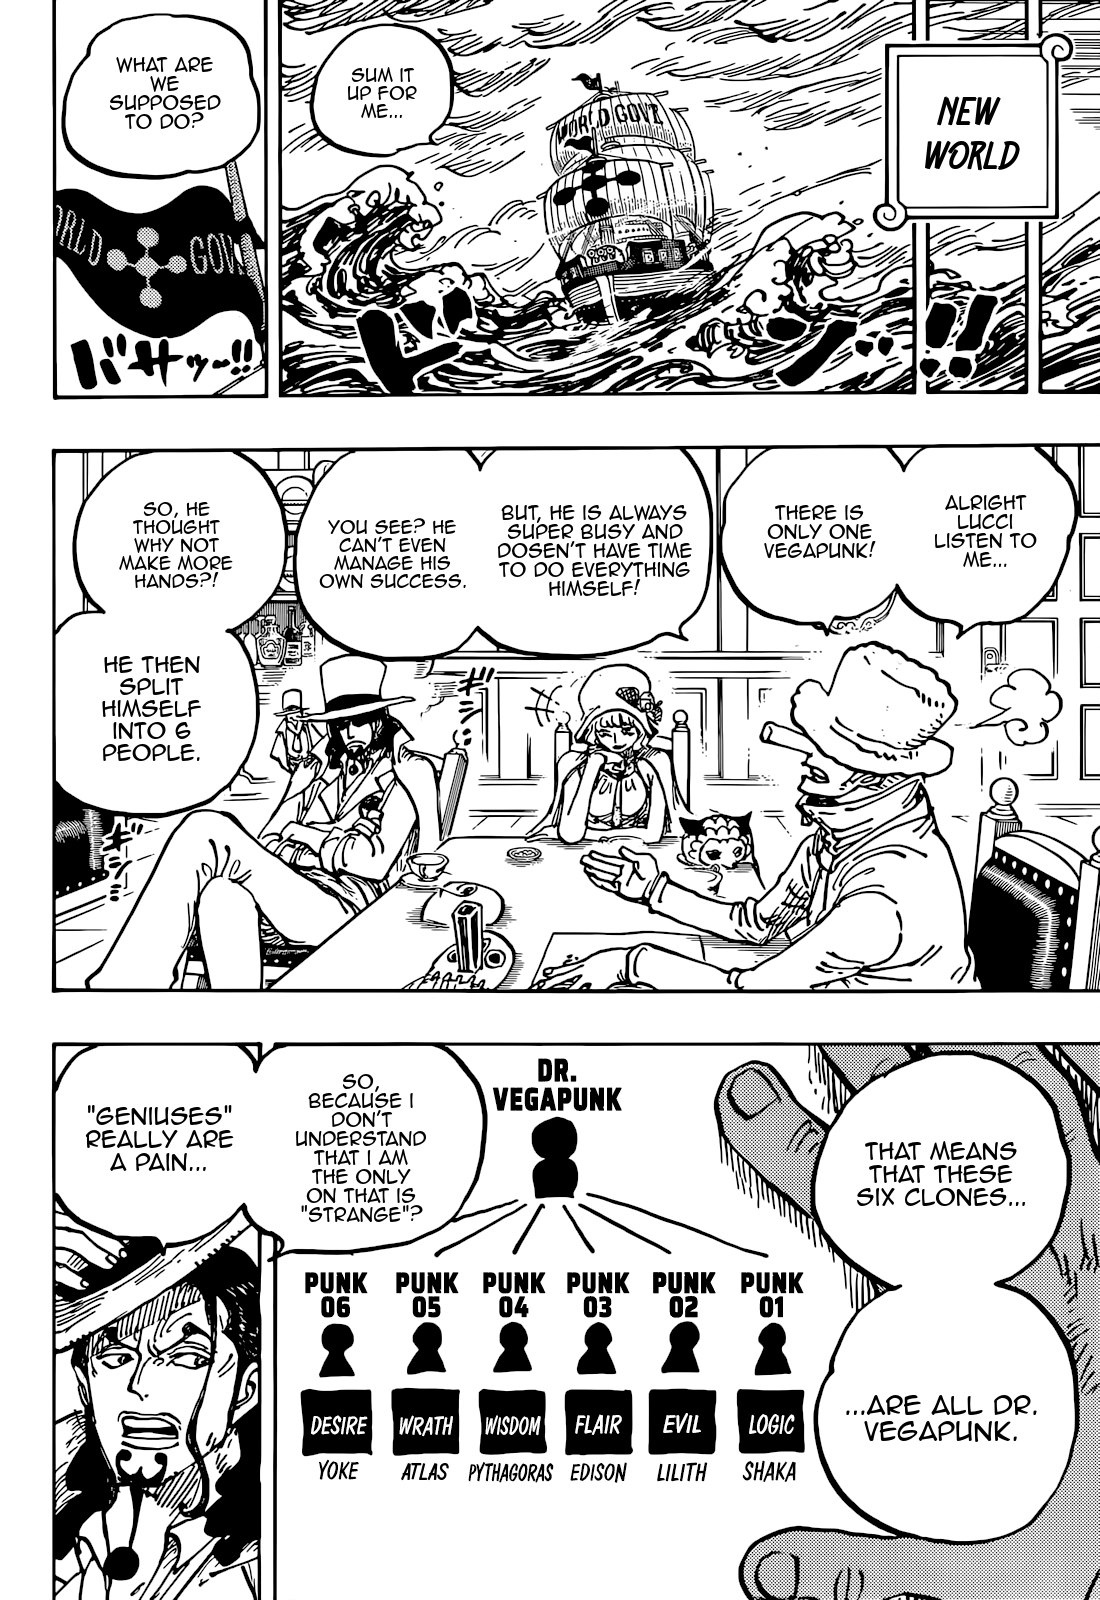 NEW
WORLD
SUM IT
UP FOR
ME...
WORLD GOVT
WHAT ARE
WE
SUPPOSED
TO DO?
ORLD GOVT
バサッ〜!!
ALRIGHT
LUCCI
LISTEN TO
ME...
THERE IS
ONLY ONE
VEGAPUNK!
BUT, HE IS ALWAYS
SUPER BUSY AND
DOSEN'T HAVE TIME
TO DO EVERYTHING
HIMSELF!
YOU SEE? HE
CAN'T EVEN
MANAGE HIS
OWN SUCCESS.
SO, HE
THOUGHT
WHY NOT
MAKE MORE
HANDS?!
HE THEN
SPLIT
HIMSELF
INTO 6
PEOPLE.
ギシ
THAT MEANS
THAT THESE
SIX CLONES...
...ARE ALL DR.
VEGAPUNK.
DR.
VEGAPUNK
PUNK PUNK PUNK PUNK PUNK PUNK
06 05 04 03 02 01
DESIRE WRATH WISDOM FLAIR EVIL LOGIC
YOKE ATLAS PYTHAGORAS EDISON LILITH SHAKA
SO,
BECAUSE I
DON'T
UNDERSTAND
THAT I AM
THE ONLY
ON THAT IS
"STRANGE"?
"GENIUSES"
REALLY ARE
A PAIN...